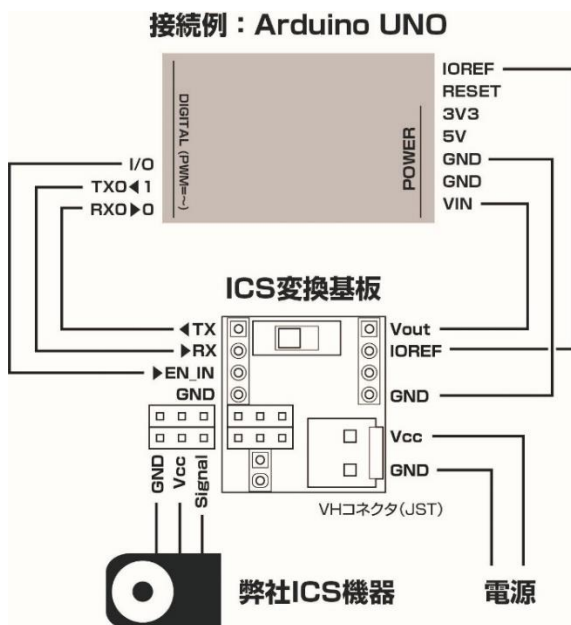 接続例：Arduino UNO
IOREF
RESET
3V3
5V
GND
GND
VIN
POWER
DIGITAL (PWM=~)
I/O
TX0◀1
RX0▶0
ICS変換基板
◀TX
▶RX
▶EN_IN
GND
Vout
IOREF
GND
Vcc
GND
VHコネクタ(JST)
GND
Vcc
Signal
弊社ICS機器
電源